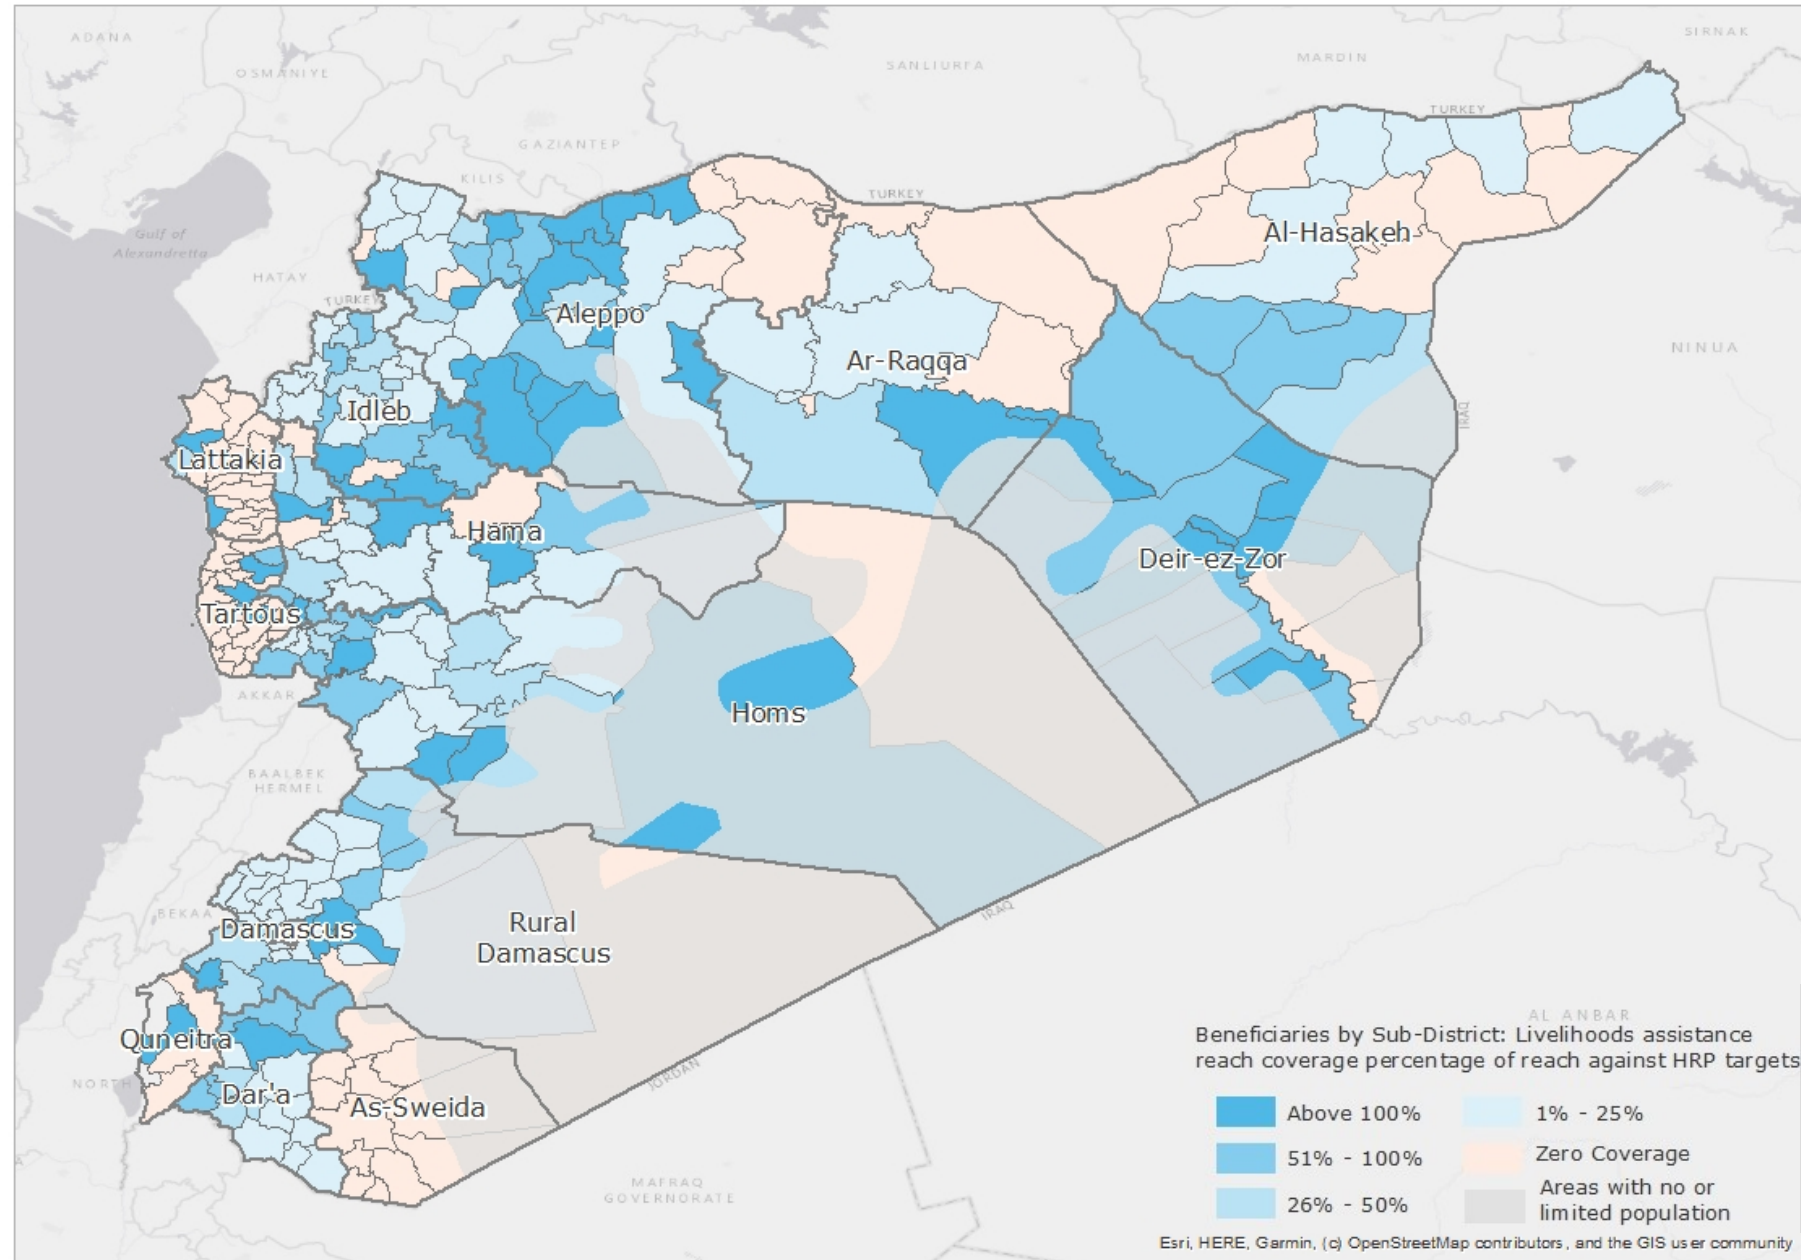 ADANA
OSMANIYE
SANLIURFA
MARDIN
SIRNAK
GAZIANTEP
KILIS
TURKEY
TURKEY
Gulf of
Alexandretta
HATAY
TURKEY
Al-Hasakeh
Aleppo
Ar-Raqqa
NINUA
Idleb
IRAQ
Lattakia
Hama
Deir-ez-Zor
Tartous
AKKAR
Homs
BAALBEK
HERMEL
BEKAA
Damascus
Rural
Damascus
IRAQ
Quneitra
NORTH
Dar'a
As-Sweida
JORDAN
MAFRAQ
GOVERNORATE
AL ANBAR
Beneficiaries by Sub-District: Livelihoods assistance
reach coverage percentage of reach against HRP targets
Above 100%
51% - 100%
26% - 50%
1% - 25%
Zero Coverage
Areas with no or
limited population
Esri, HERE, Garmin, (c) OpenStreetMap contributors, and the GIS user community